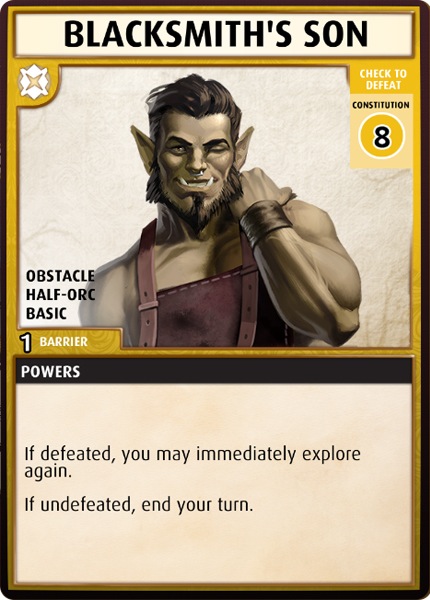 BLACKSMITH'S SON
CHECK TO
DEFEAT
CONSTITUTION
8
OBSTACLE
HALF-ORC
BASIC
1 BARRIER
POWERS
If defeated, you may immediately explore
again.
If undefeated, end your turn.